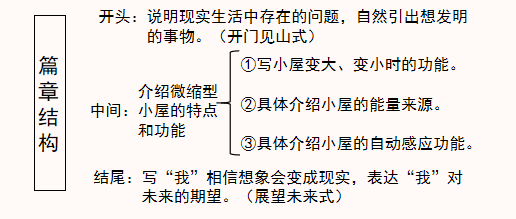 篇章结构
开头：说明现实生活中存在的问题，自然引出想发明
的事物。（开门见山式）
中间：
介绍微缩型
小屋的特点
和功能
①写小屋变大、变小时的功能。
②具体介绍小屋的能量来源。
③具体介绍小屋的自动感应功能。
结尾：写“我”相信想象会变成现实，表达“我”对
未来的期望。（展望未来式）